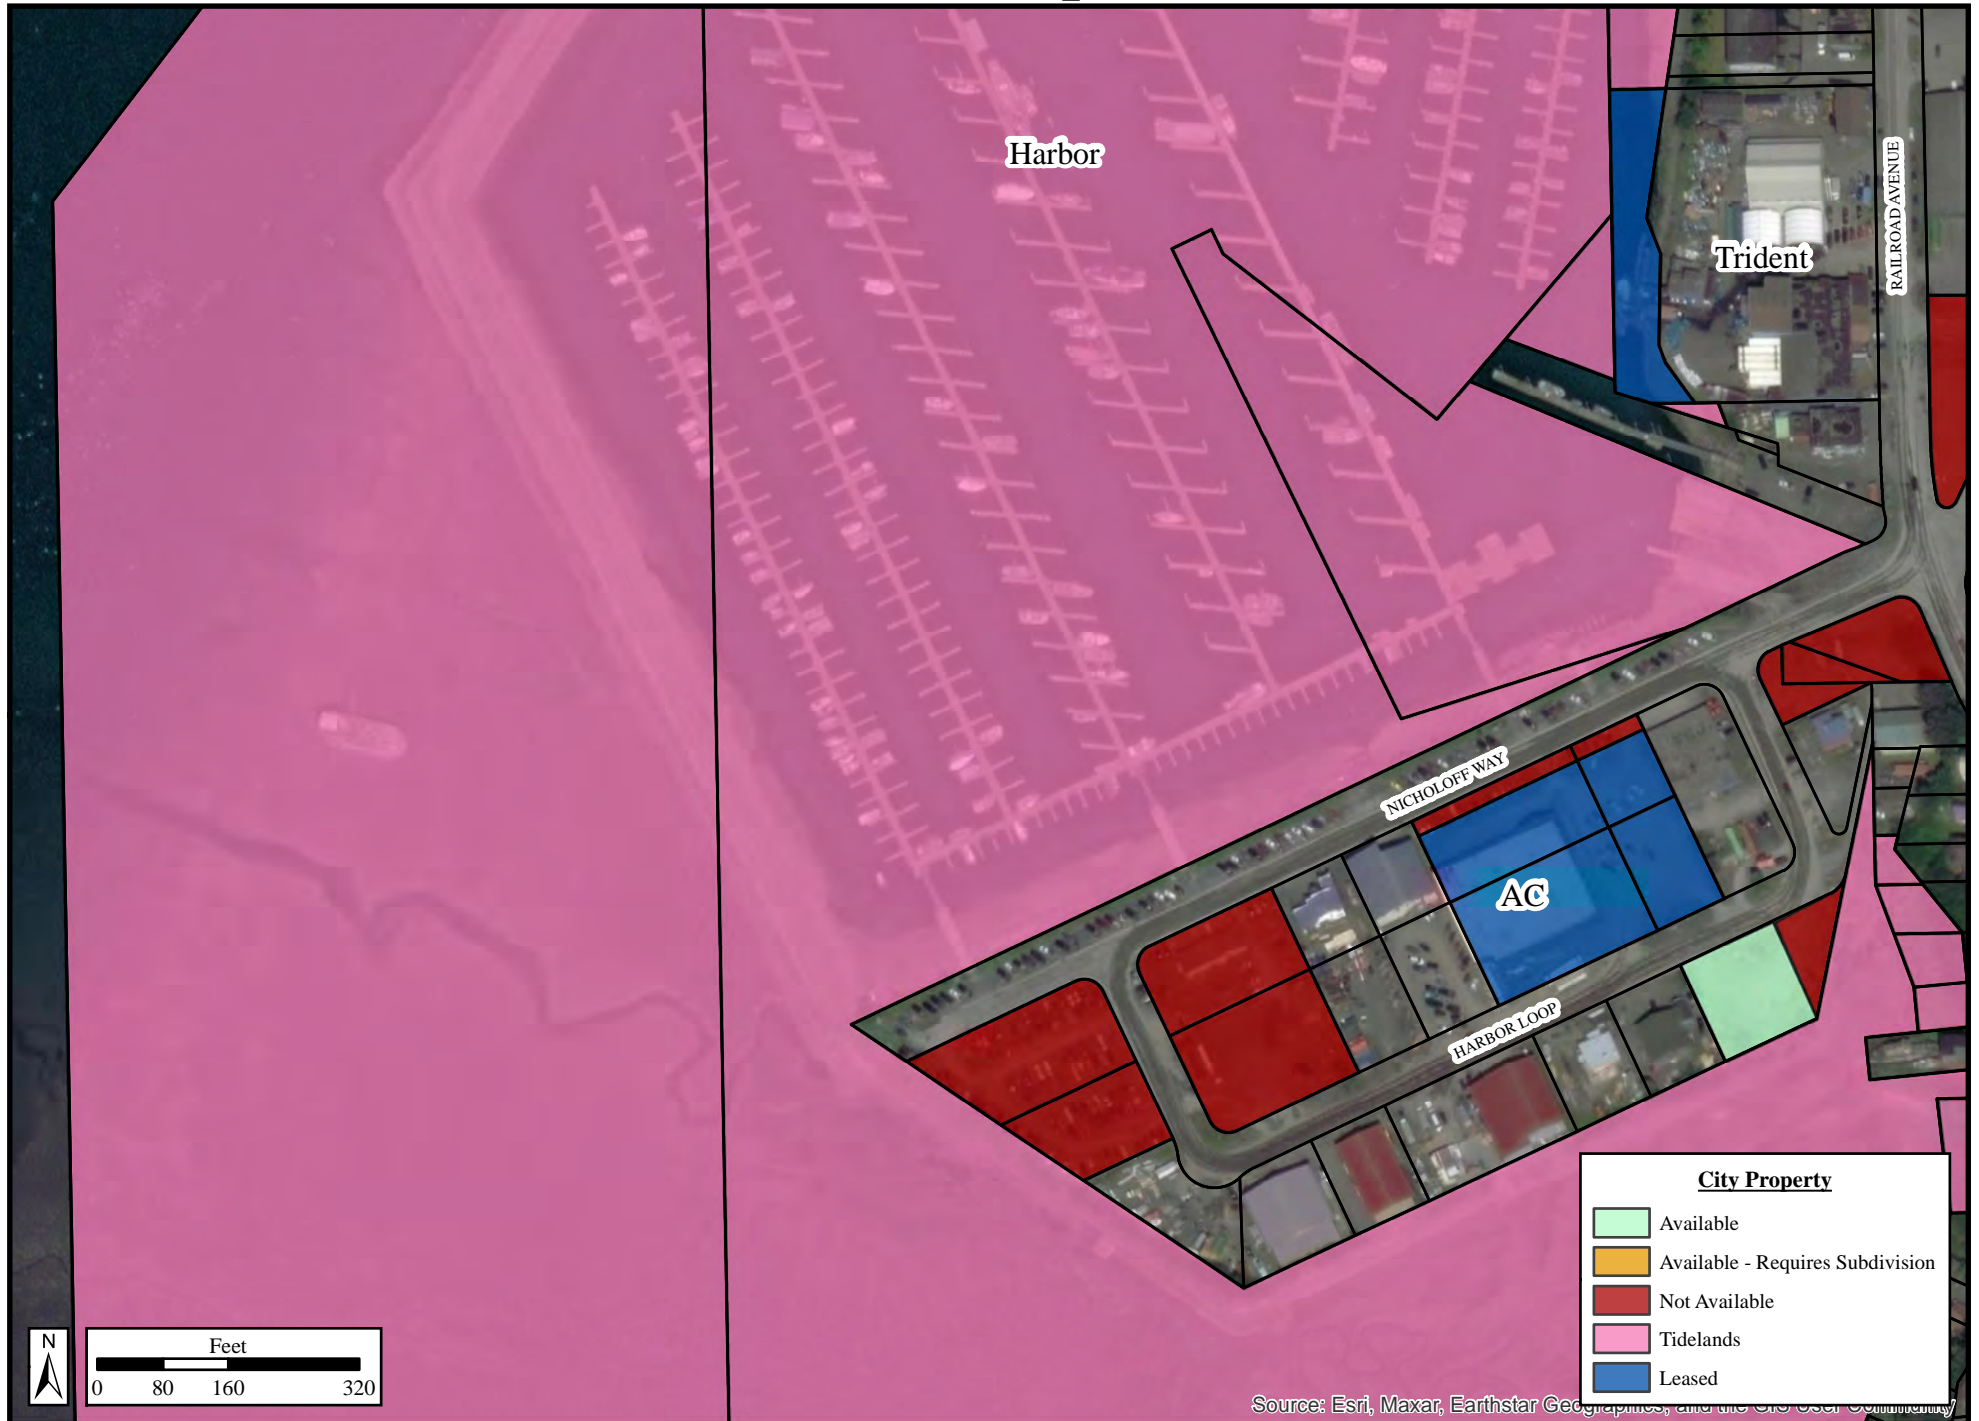 Harbor
RAILROAD AVENUE
Trident
NICHOLOFF WAY
AC
HARBOR LOOP
City Property
Available
Available - Requires Subdivision
Not Available
Tidelands
Leased
N
Feet
0 80 160 320
Source: Esri, Maxar, Earthstar Geographics, and the GIS User Community